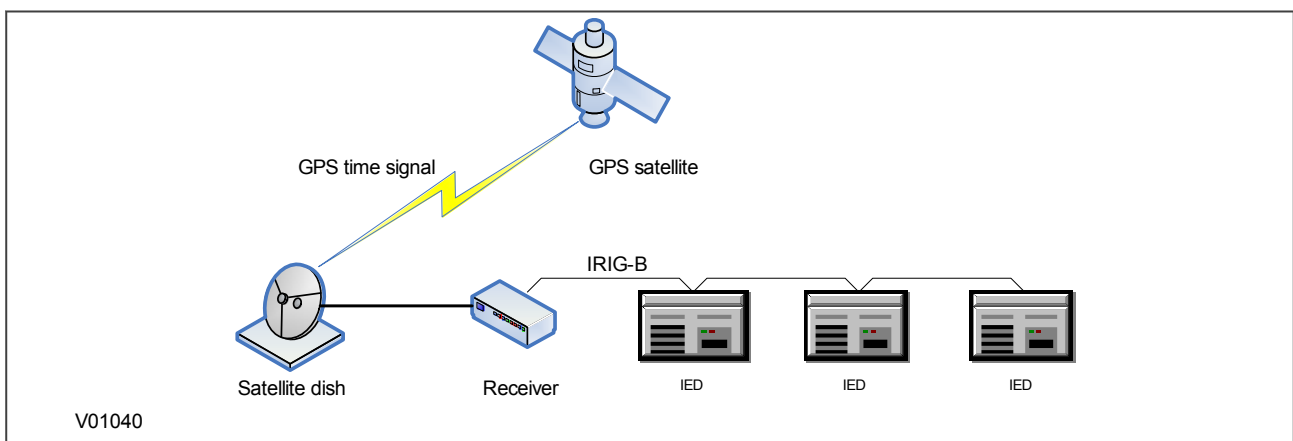 GPS time signal
GPS satellite
IRIG-B
Satellite dish
Receiver
IED
IED
IED
V01040